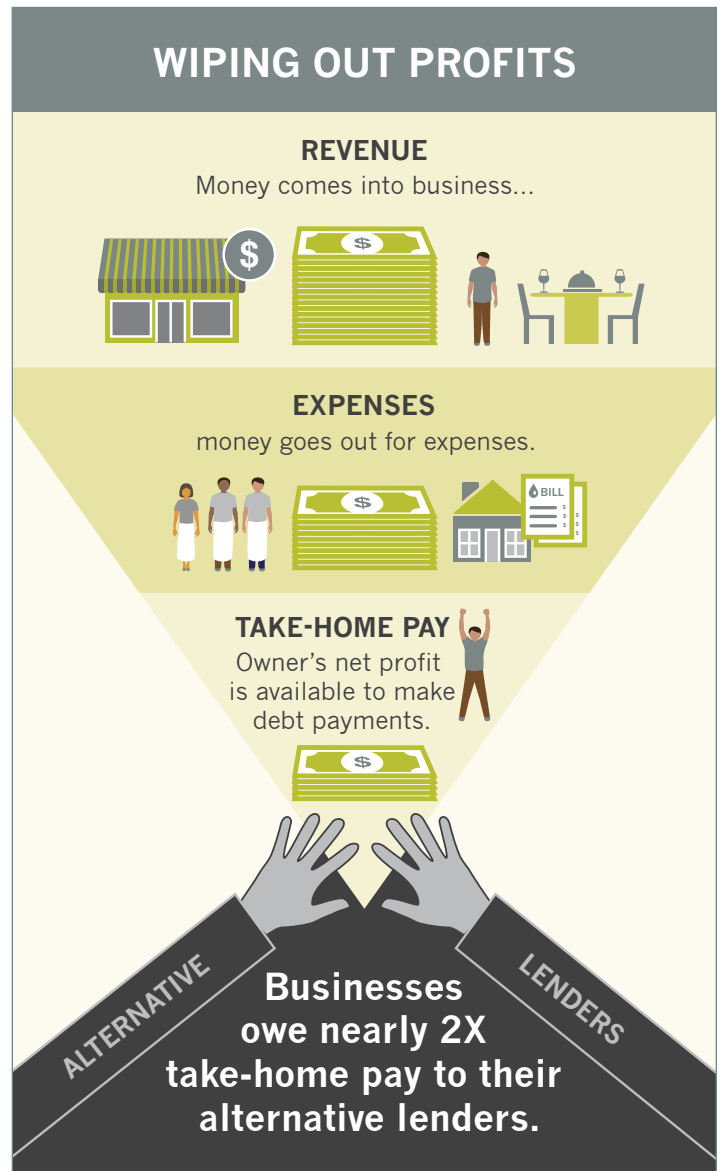 WIPING OUT PROFITS
REVENUE
Money comes into business...
$
$
EXPENSES
money goes out for expenses.
$
BILL
$
$
$
$
$
$
TAKE-HOME PAY
Owner's net profit
is available to make
debt payments.
$
ALTERNATIVE
LENDERS
Businesses
owe nearly 2X
take-home pay to their
alternative lenders.